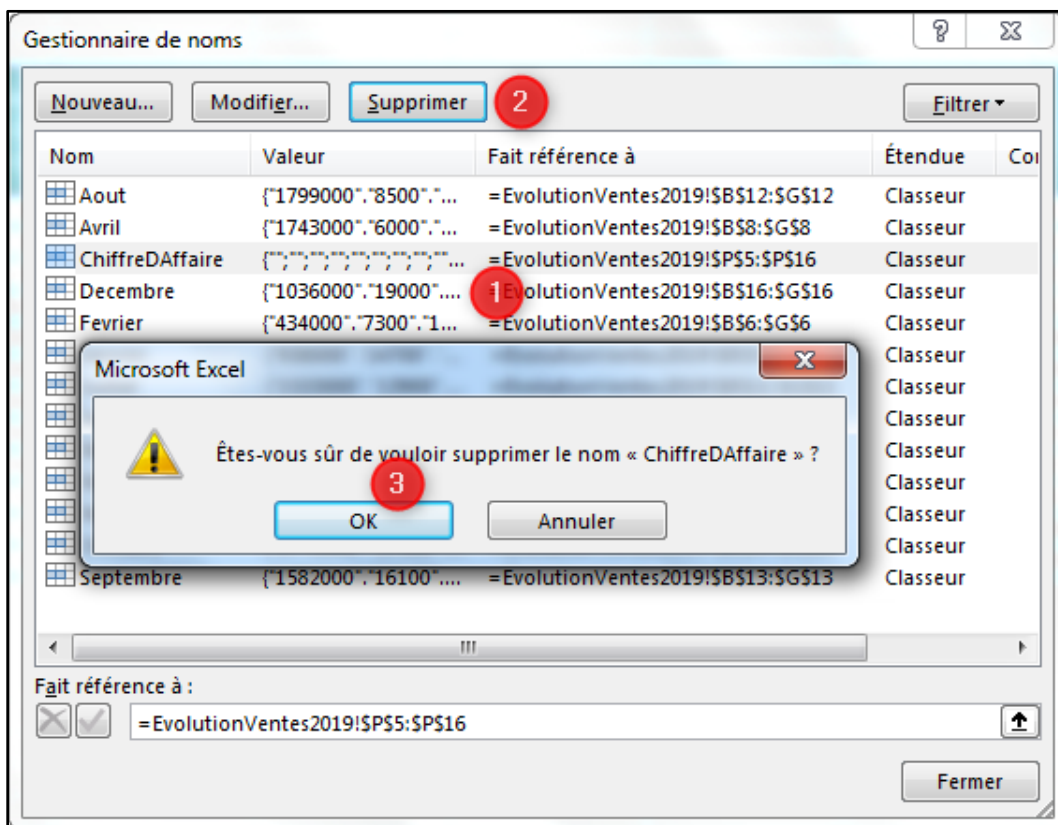 Gestionnaire de noms
Nouveau... Modifier... Supprimer 2 Filtrer
Nom Valeur Fait référence à Étendue Co
Aout {"1799000"."8500"."... =EvolutionVentes2019!$B$12:$G$12 Classeur
Avril {"1743000"."6000"."... =EvolutionVentes2019!$B$8:$G$8 Classeur
ChiffreDAffaire {"";"";"";"";"";"";"";"";""... =EvolutionVentes2019!$P$5:$P$16 Classeur
Decembre {"1036000"."19000".... 1 =EvolutionVentes2019!$B$16:$G$16 Classeur
Fevrier {"434000"."7300"."1... =EvolutionVentes2019!$B$6:$G$6 Classeur
Microsoft Excel Classeur
Classeur
Classeur
Êtes-vous sûr de vouloir supprimer le nom « ChiffreDAffaire » ? Classeur
3 Classeur
OK Annuler Classeur
Classeur
Septembre {"1582000"."16100".... =EvolutionVentes2019!$B$13:$G$13 Classeur
Fait référence à :
=EvolutionVentes2019!$P$5:$P$16
Fermer